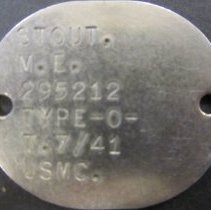 STOUT.
M.E.
295212
TYPE-O-
T.7/41
USMC.